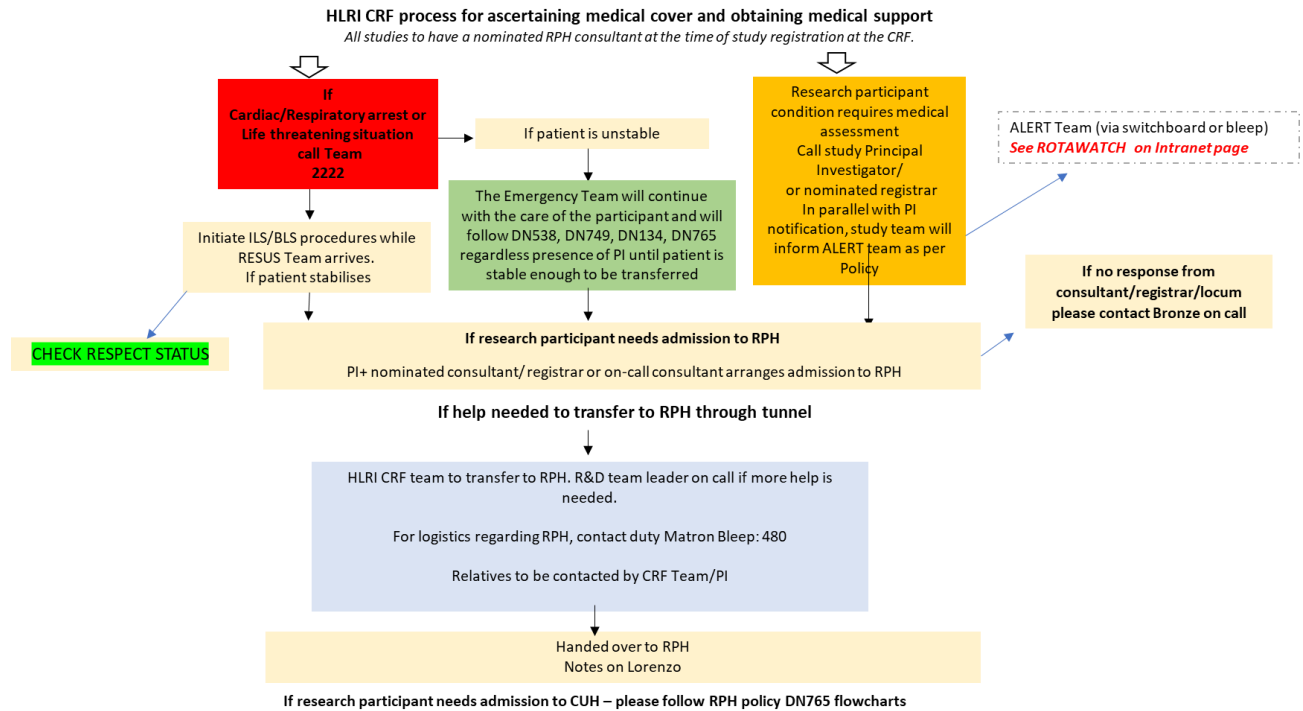 HLRI CRF process for ascertaining medical cover and obtaining medical support
All studies to have a nominated RPH consultant at the time of study registration at the CRF.
If
Cardiac/Respiratory arrest or
Life threatening situation
call Team
2222
If patient is unstable
Research participant
condition requires medical
assessment
Call study Principal
Investigator/
or nominated registrar
In parallel with PI
notification, study team will
inform ALERT team as per
Policy
ALERT Team (via switchboard or bleep)
See ROTAWATCH on Intranet page
The Emergency Team will continue
with the care of the participant and will
follow DN538, DN749, DN134, DN765
regardless presence of PI until patient is
stable enough to be transferred
Initiate ILS/BLS procedures while
RESUS Team arrives.
If patient stabilises
If no response from
consultant/registrar/locum
please contact Bronze on call
CHECK RESPECT STATUS
If research participant needs admission to RPH
PI+ nominated consultant/ registrar or on-call consultant arranges admission to RPH
If help needed to transfer to RPH through tunnel
HLRI CRF team to transfer to RPH. R&D team leader on call if more help is
needed.
For logistics regarding RPH, contact duty Matron Bleep: 480
Relatives to be contacted by CRF Team/PI
Handed over to RPH
Notes on Lorenzo
If research participant needs admission to CUH – please follow RPH policy DN765 flowcharts